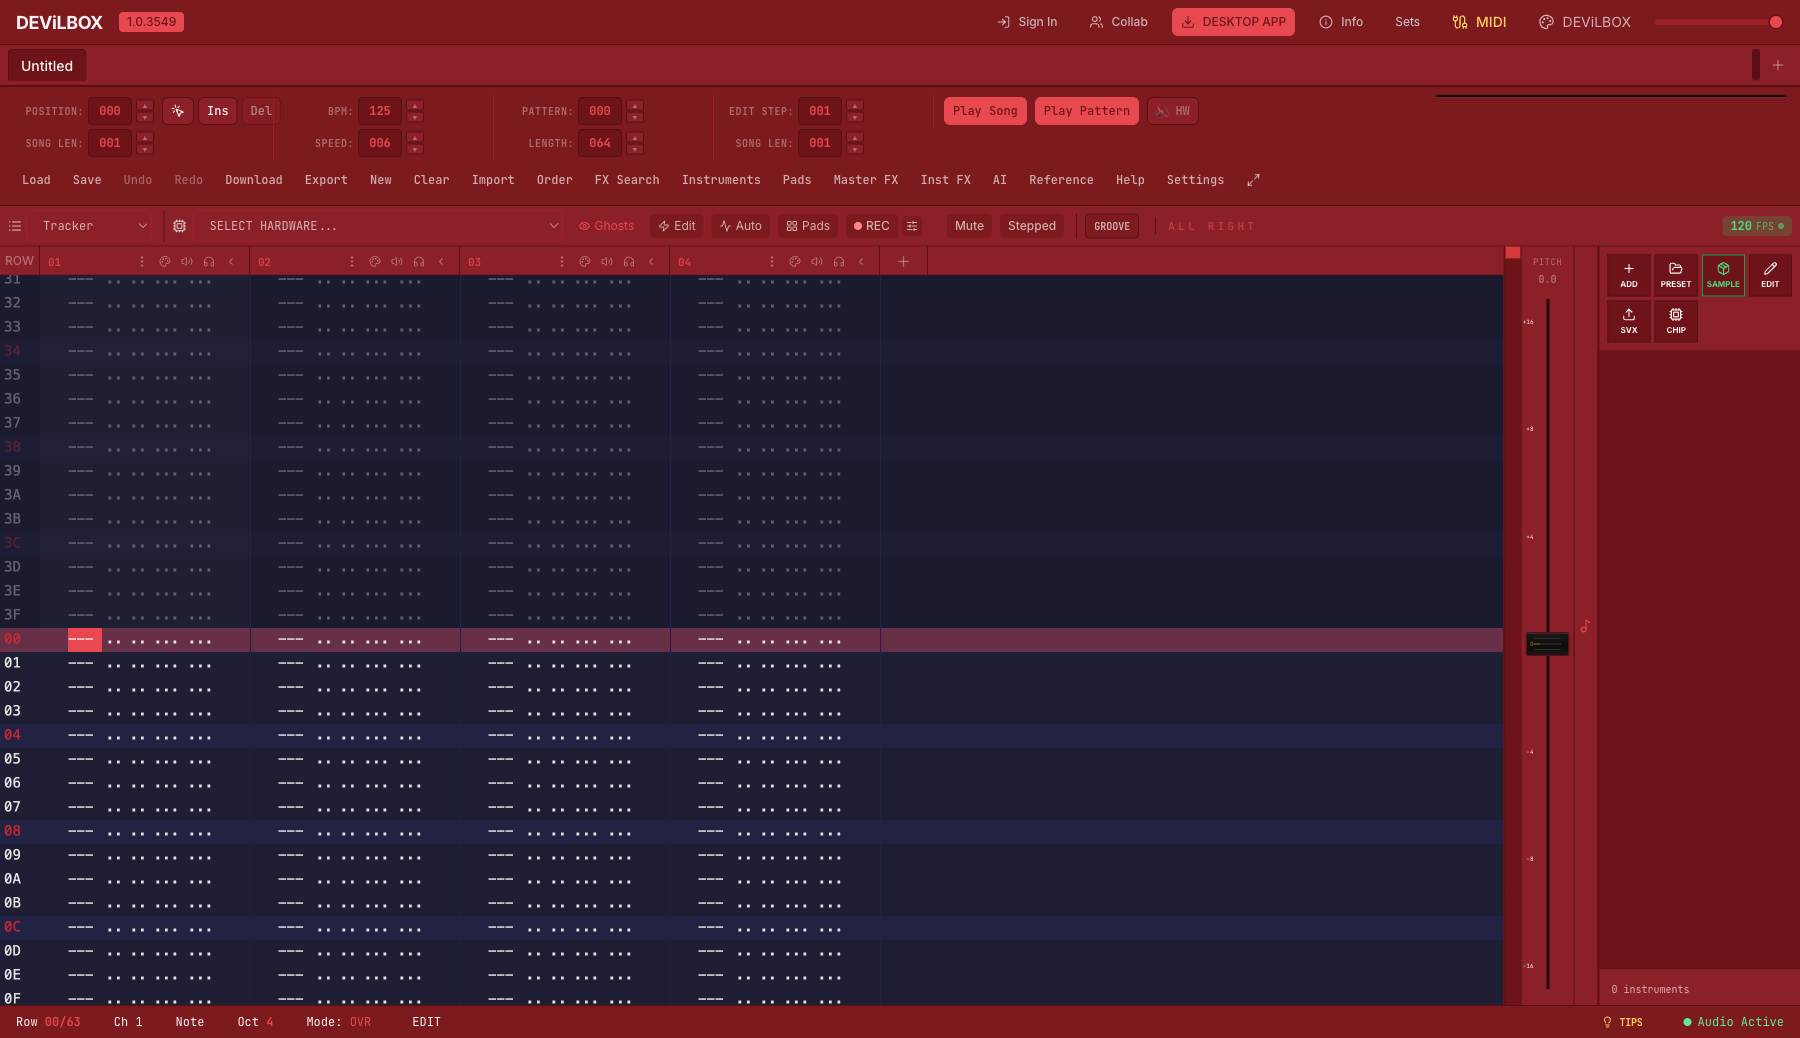 DEViLBOX 1.0.3549 Sign In Collab DESKTOP APP Info Sets MIDI DEViLBOX
Untitled
POSITION: 000 Ins Del BPM: 125 PATTERN: 000 EDIT STEP: 001 Play Song Play Pattern HW
SONG LEN: 001 SPEED: 006 LENGTH: 064 SONG LEN: 001
Load Save Undo Redo Download Export New Clear Import Order FX Search Instruments Pads Master FX Inst FX AI Reference Help Settings
Tracker SELECT HARDWARE... Ghosts Edit Auto Pads REC Mute Stepped GROOVE ALL RIGHT 120 FPS
ROW 01 02 03 04
PITCH
0.0
ADD PRESET SAMPLE EDIT
SVX CHIP
31 --- .. .. ... ... --- .. .. ... ... --- .. .. ... ... --- .. .. ... ...
32 --- .. .. ... ... --- .. .. ... ... --- .. .. ... ... --- .. .. ... ...
33 --- .. .. ... ... --- .. .. ... ... --- .. .. ... ... --- .. .. ... ...
34 --- .. .. ... ... --- .. .. ... ... --- .. .. ... ... --- .. .. ... ...
35 --- .. .. ... ... --- .. .. ... ... --- .. .. ... ... --- .. .. ... ...
36 --- .. .. ... ... --- .. .. ... ... --- .. .. ... ... --- .. .. ... ...
37 --- .. .. ... ... --- .. .. ... ... --- .. .. ... ... --- .. .. ... ...
38 --- .. .. ... ... --- .. .. ... ... --- .. .. ... ... --- .. .. ... ...
39 --- .. .. ... ... --- .. .. ... ... --- .. .. ... ... --- .. .. ... ...
3A --- .. .. ... ... --- .. .. ... ... --- .. .. ... ... --- .. .. ... ...
3B --- .. .. ... ... --- .. .. ... ... --- .. .. ... ... --- .. .. ... ...
3C --- .. .. ... ... --- .. .. ... ... --- .. .. ... ... --- .. .. ... ...
3D --- .. .. ... ... --- .. .. ... ... --- .. .. ... ... --- .. .. ... ...
3E --- .. .. ... ... --- .. .. ... ... --- .. .. ... ... --- .. .. ... ...
3F --- .. .. ... ... --- .. .. ... ... --- .. .. ... ... --- .. .. ... ...
00 --- .. .. ... ... --- .. .. ... ... --- .. .. ... ... --- .. .. ... ...
01 --- .. .. ... ... --- .. .. ... ... --- .. .. ... ... --- .. .. ... ...
02 --- .. .. ... ... --- .. .. ... ... --- .. .. ... ... --- .. .. ... ...
03 --- .. .. ... ... --- .. .. ... ... --- .. .. ... ... --- .. .. ... ...
04 --- .. .. ... ... --- .. .. ... ... --- .. .. ... ... --- .. .. ... ...
05 --- .. .. ... ... --- .. .. ... ... --- .. .. ... ... --- .. .. ... ...
06 --- .. .. ... ... --- .. .. ... ... --- .. .. ... ... --- .. .. ... ...
07 --- .. .. ... ... --- .. .. ... ... --- .. .. ... ... --- .. .. ... ...
08 --- .. .. ... ... --- .. .. ... ... --- .. .. ... ... --- .. .. ... ...
09 --- .. .. ... ... --- .. .. ... ... --- .. .. ... ... --- .. .. ... ...
0A --- .. .. ... ... --- .. .. ... ... --- .. .. ... ... --- .. .. ... ...
0B --- .. .. ... ... --- .. .. ... ... --- .. .. ... ... --- .. .. ... ...
0C --- .. .. ... ... --- .. .. ... ... --- .. .. ... ... --- .. .. ... ...
0D --- .. .. ... ... --- .. .. ... ... --- .. .. ... ... --- .. .. ... ...
0E --- .. .. ... ... --- .. .. ... ... --- .. .. ... ... --- .. .. ... ...
0F --- .. .. ... ... --- .. .. ... ... --- .. .. ... ... --- .. .. ... ...
+16
+8
+4
-4
-8
-16
0 instruments
Row 00/63 Ch 1 Note Oct 4 Mode: OVR EDIT TIPS Audio Active